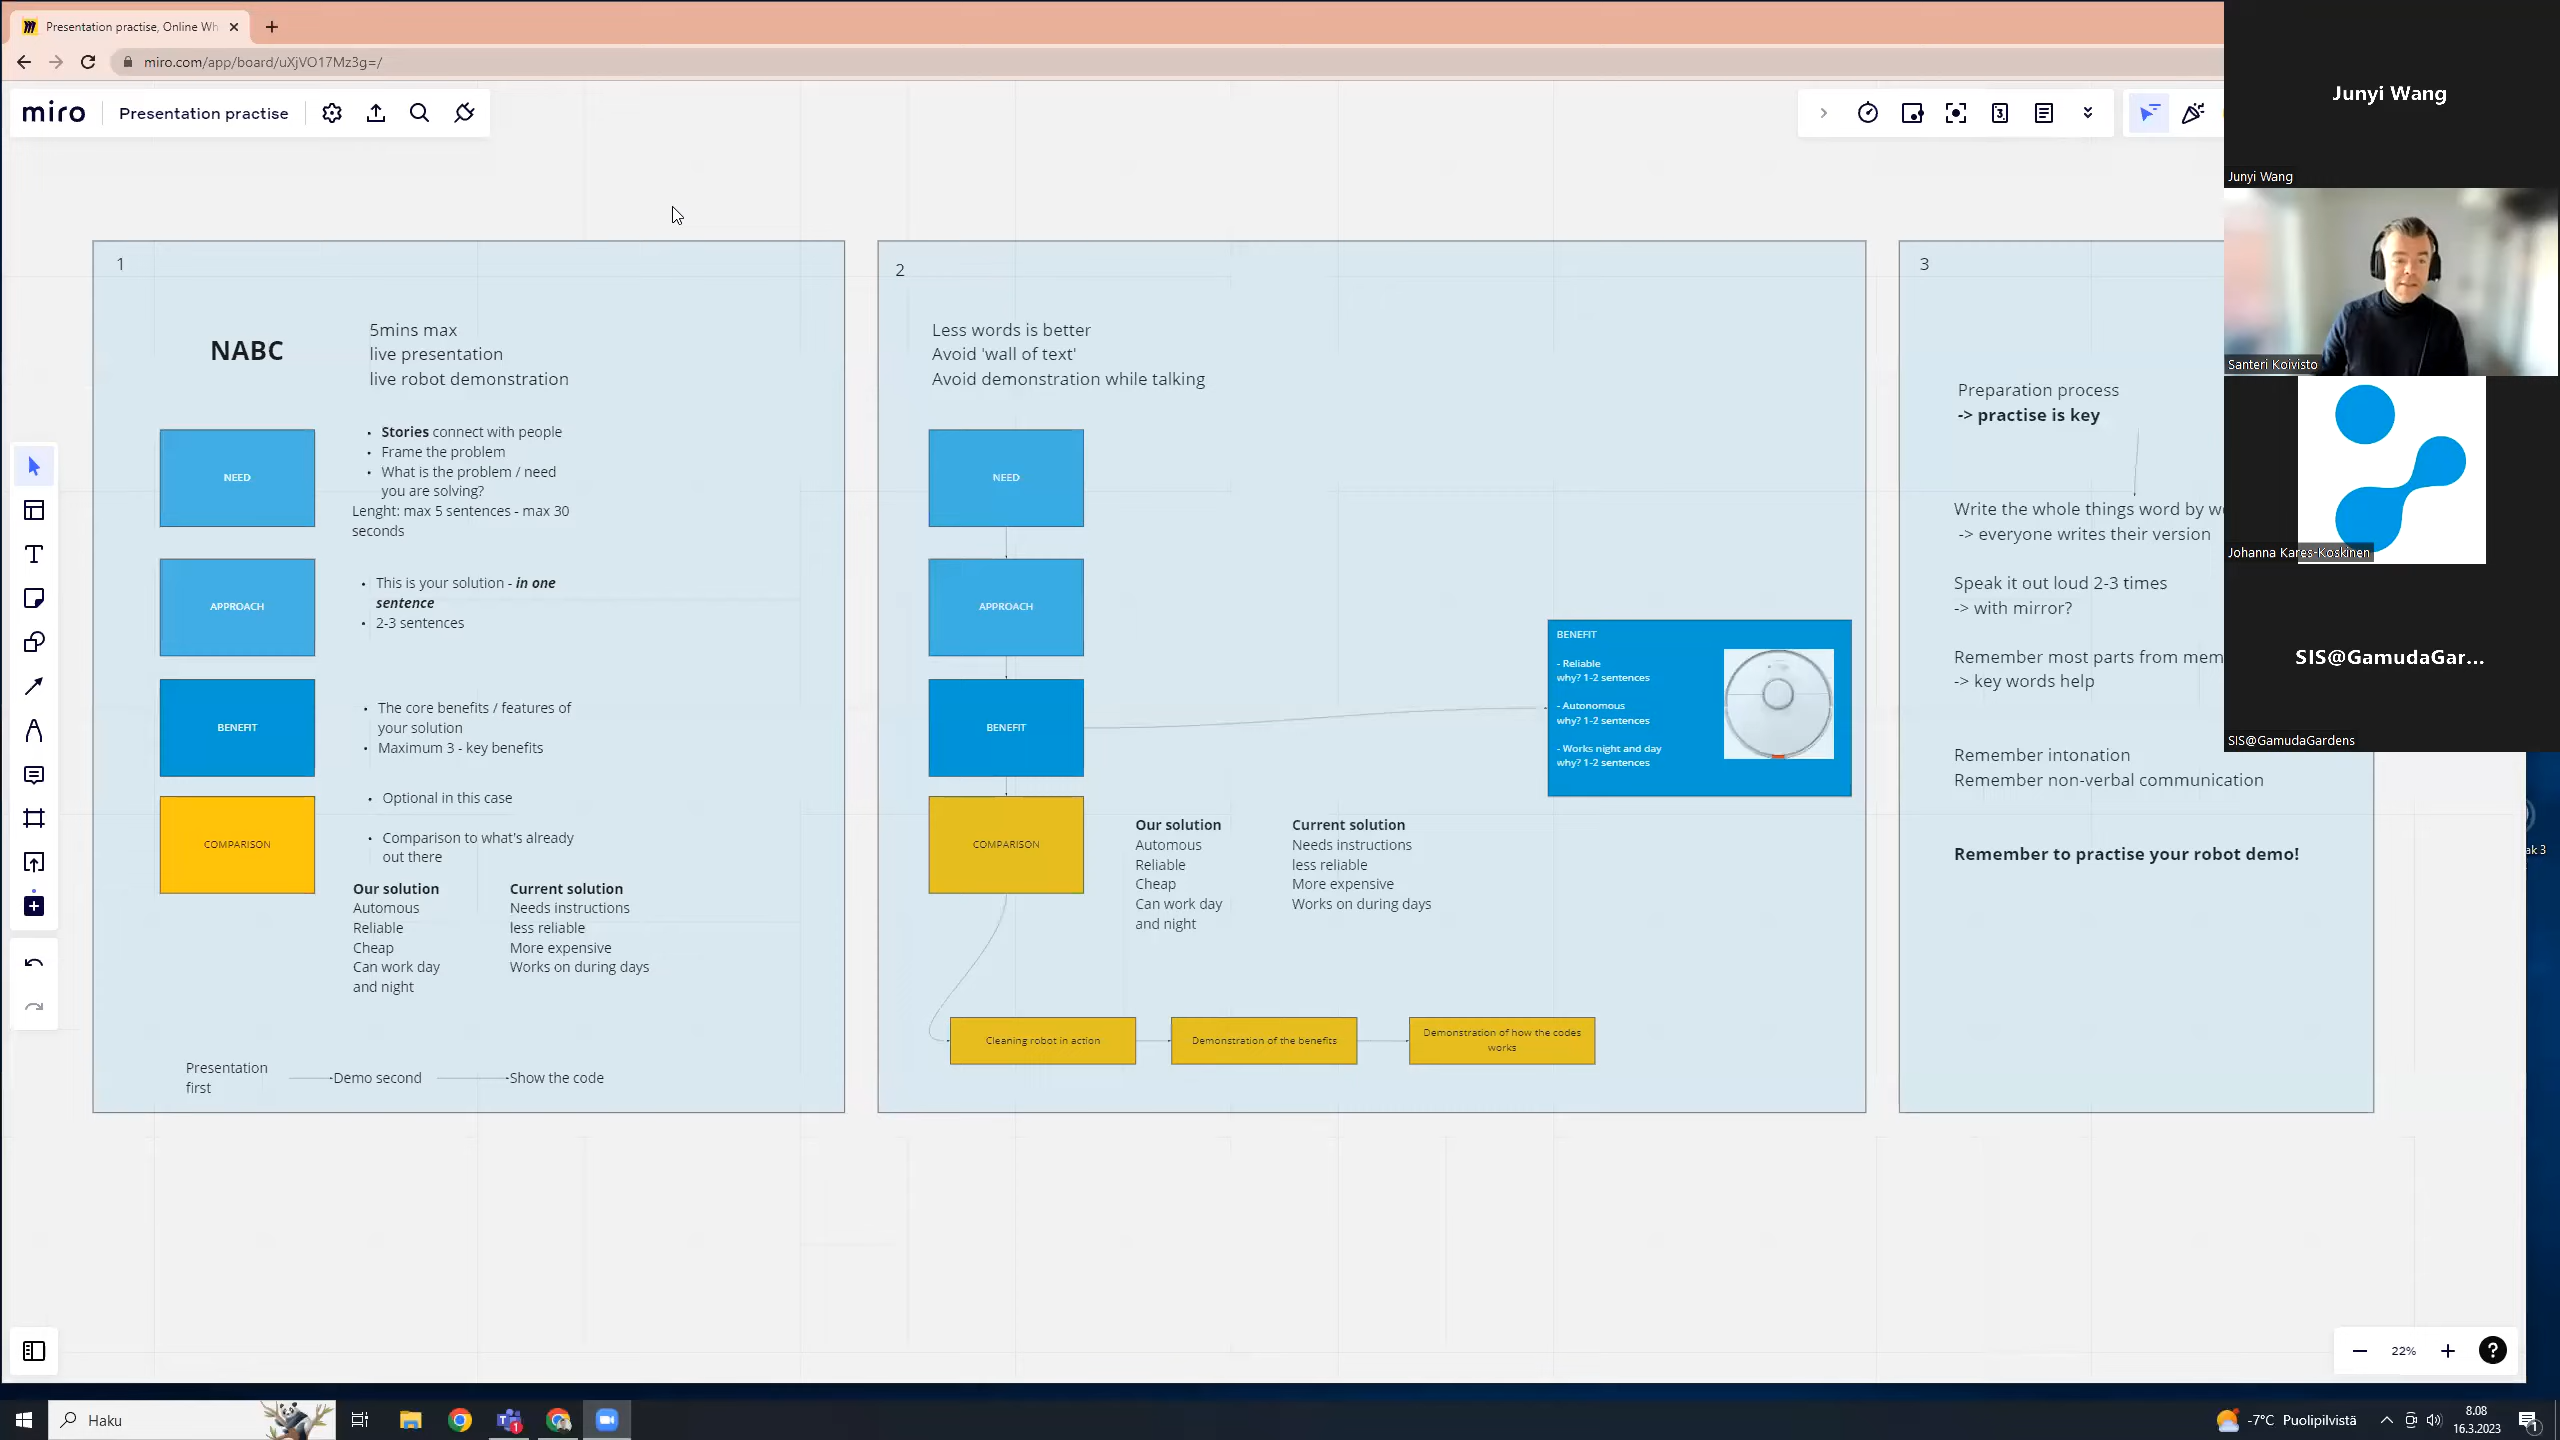 Presentation practise, Online Wh
miro.com/app/board/uXjVO17Mz3g=/
miro
Presentation practise
1
NABC
5mins max
live presentation
live robot demonstration
NEED
• Stories connect with people
• Frame the problem
• What is the problem / need
you are solving?
Lenght: max 5 sentences - max 30
seconds
APPROACH
• This is your solution - in one
sentence
• 2-3 sentences
BENEFIT
• The core benefits / features of
your solution
• Maximum 3 - key benefits
COMPARISON
• Optional in this case
• Comparison to what's already
out there
Our solution
Automous
Reliable
Cheap
Can work day
and night
Current solution
Needs instructions
less reliable
More expensive
Works on during days
Presentation
first
Demo second
Show the code
2
Less words is better
Avoid 'wall of text'
Avoid demonstration while talking
NEED
APPROACH
BENEFIT
COMPARISON
BENEFIT
- Reliable
why? 1-2 sentences
- Autonomous
why? 1-2 sentences
- Works night and day
why? 1-2 sentences
Our solution
Automous
Reliable
Cheap
Can work day
and night
Current solution
Needs instructions
less reliable
More expensive
Works on during days
Cleaning robot in action
Demonstration of the benefits
Demonstration of how the codes
works
3
Preparation process
-> practise is key
Write the whole things word by w
-> everyone writes their version
Speak it out loud 2-3 times
-> with mirror?
Remember most parts from mem
-> key words help
Remember intonation
Remember non-verbal communication
Remember to practise your robot demo!
Junyi Wang
Junyi Wang
Santeri Koivisto
Johanna Kares-Koskinen
SIS@GamudaGar...
SIS@GamudaGardens
ak 3
22%
Haku
-7°C Puolipilvistä
8.08
16.3.2023